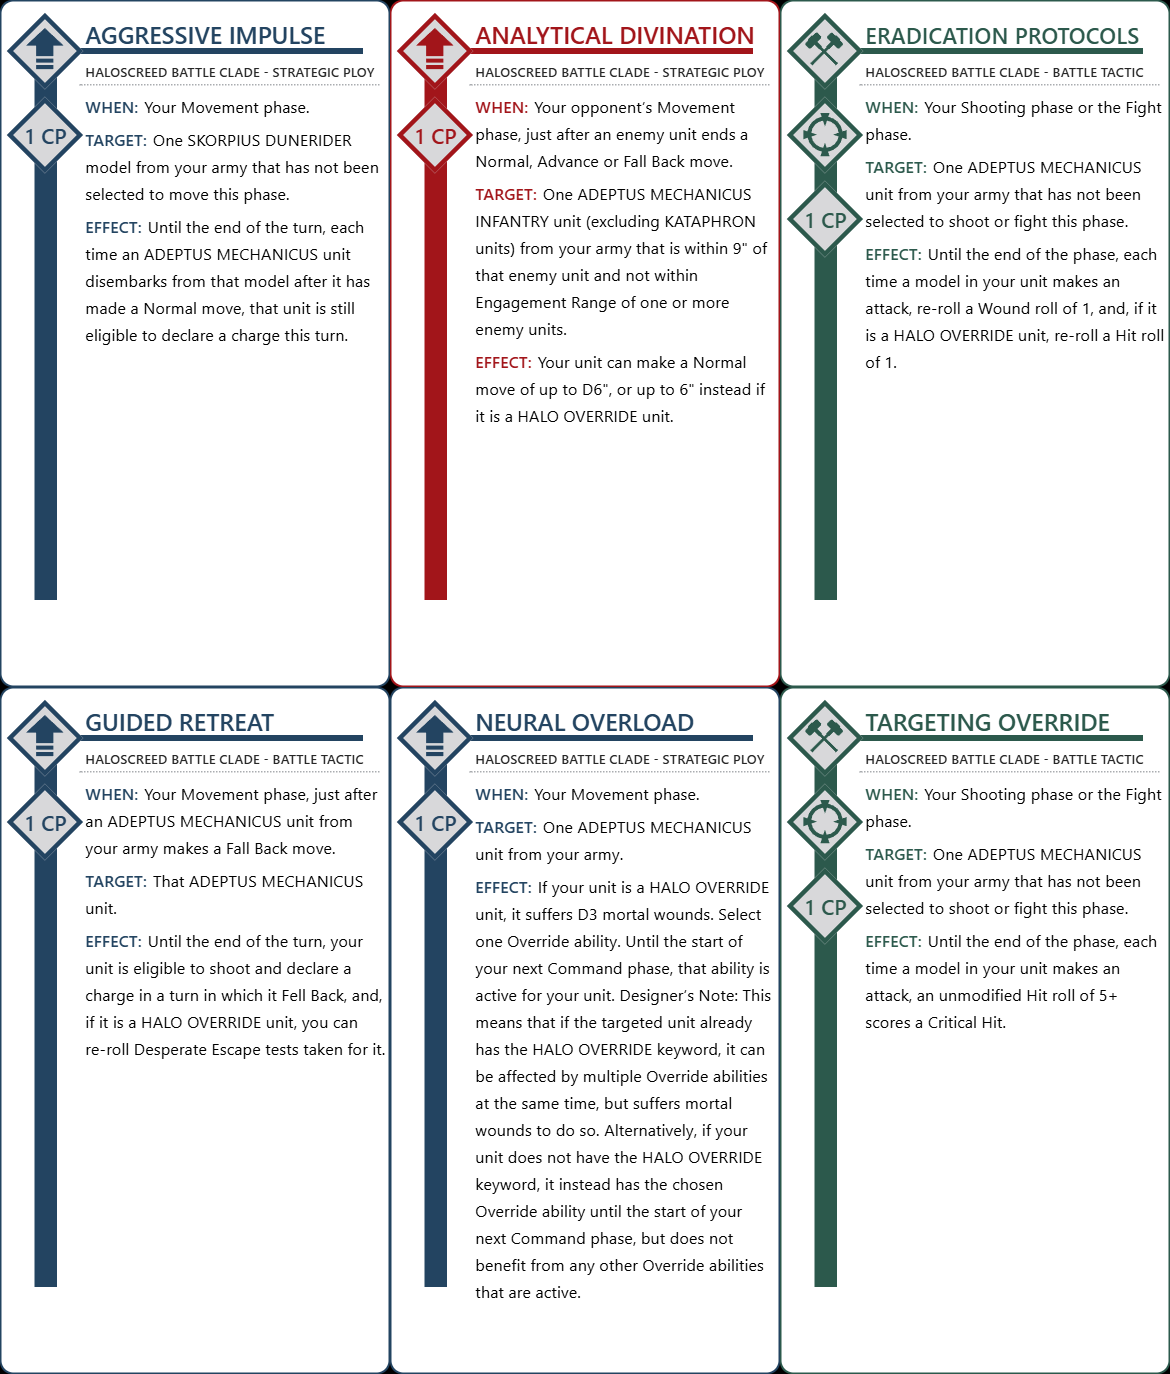 AGGRESSIVE IMPULSE
HALOSCREED BATTLE CLADE - STRATEGIC PLOY
1 CP
WHEN: Your Movement phase.
TARGET: One SKORPIUS DUNERIDER
model from your army that has not been
selected to move this phase.
EFFECT: Until the end of the turn, each
time an ADEPTUS MECHANICUS unit
disembarks from that model after it has
made a Normal move, that unit is still
eligible to declare a charge this turn.
ANALYTICAL DIVINATION
HALOSCREED BATTLE CLADE - STRATEGIC PLOY
1 CP
WHEN: Your opponent's Movement
phase, just after an enemy unit ends a
Normal, Advance or Fall Back move.
TARGET: One ADEPTUS MECHANICUS
INFANTRY unit (excluding KATAPHRON
units) from your army that is within 9" of
that enemy unit and not within
Engagement Range of one or more
enemy units.
EFFECT: Your unit can make a Normal
move of up to D6", or up to 6" instead if
it is a HALO OVERRIDE unit.
ERADICATION PROTOCOLS
HALOSCREED BATTLE CLADE - BATTLE TACTIC
1 CP
WHEN: Your Shooting phase or the Fight
phase.
TARGET: One ADEPTUS MECHANICUS
unit from your army that has not been
selected to shoot or fight this phase.
EFFECT: Until the end of the phase, each
time a model in your unit makes an
attack, re-roll a Wound roll of 1, and, if it
is a HALO OVERRIDE unit, re-roll a Hit roll
of 1.
GUIDED RETREAT
HALOSCREED BATTLE CLADE - BATTLE TACTIC
1 CP
WHEN: Your Movement phase, just after
an ADEPTUS MECHANICUS unit from
your army makes a Fall Back move.
TARGET: That ADEPTUS MECHANICUS
unit.
EFFECT: Until the end of the turn, your
unit is eligible to shoot and declare a
charge in a turn in which it Fell Back, and,
if it is a HALO OVERRIDE unit, you can
re-roll Desperate Escape tests taken for it.
NEURAL OVERLOAD
HALOSCREED BATTLE CLADE - STRATEGIC PLOY
1 CP
WHEN: Your Movement phase.
TARGET: One ADEPTUS MECHANICUS
unit from your army.
EFFECT: If your unit is a HALO OVERRIDE
unit, it suffers D3 mortal wounds. Select
one Override ability. Until the start of
your next Command phase, that ability is
active for your unit. Designer's Note: This
means that if the targeted unit already
has the HALO OVERRIDE keyword, it can
be affected by multiple Override abilities
at the same time, but suffers mortal
wounds to do so. Alternatively, if your
unit does not have the HALO OVERRIDE
keyword, it instead has the chosen
Override ability until the start of your
next Command phase, but does not
benefit from any other Override abilities
that are active.
TARGETING OVERRIDE
HALOSCREED BATTLE CLADE - BATTLE TACTIC
1 CP
WHEN: Your Shooting phase or the Fight
phase.
TARGET: One ADEPTUS MECHANICUS
unit from your army that has not been
selected to shoot or fight this phase.
EFFECT: Until the end of the phase, each
time a model in your unit makes an
attack, an unmodified Hit roll of 5+
scores a Critical Hit.